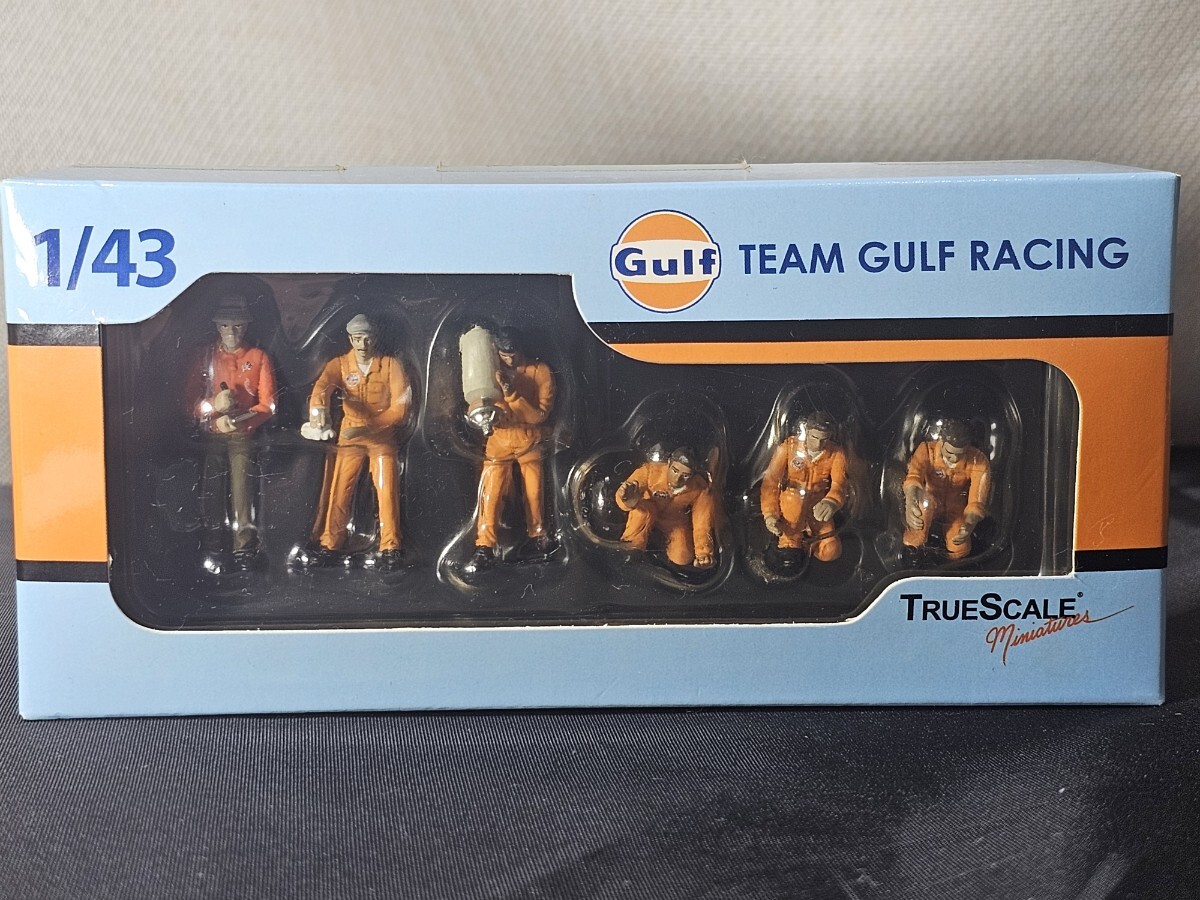 1/43
Gulf
TEAM GULF RACING
TRUESCALE®
Miniatures